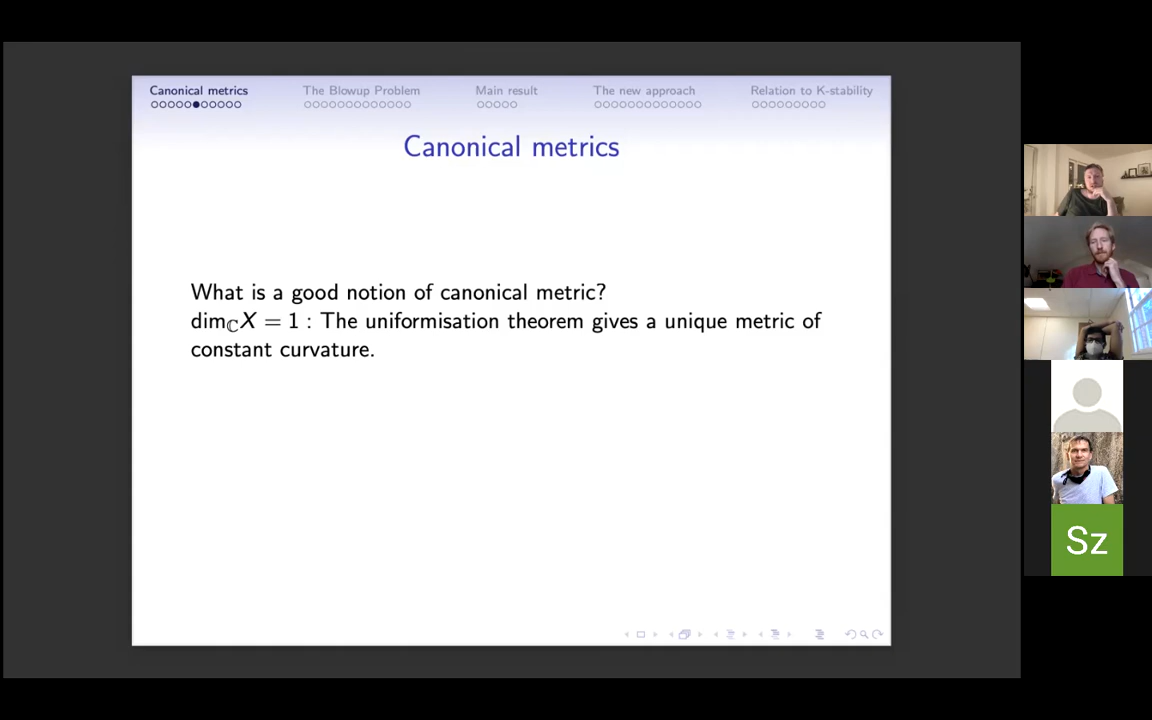 Canonical metrics The Blowup Problem Main result The new approach Relation to K-stability
Canonical metrics
What is a good notion of canonical metric?
dim_ℂ X = 1 : The uniformisation theorem gives a unique metric of
constant curvature.
Sz